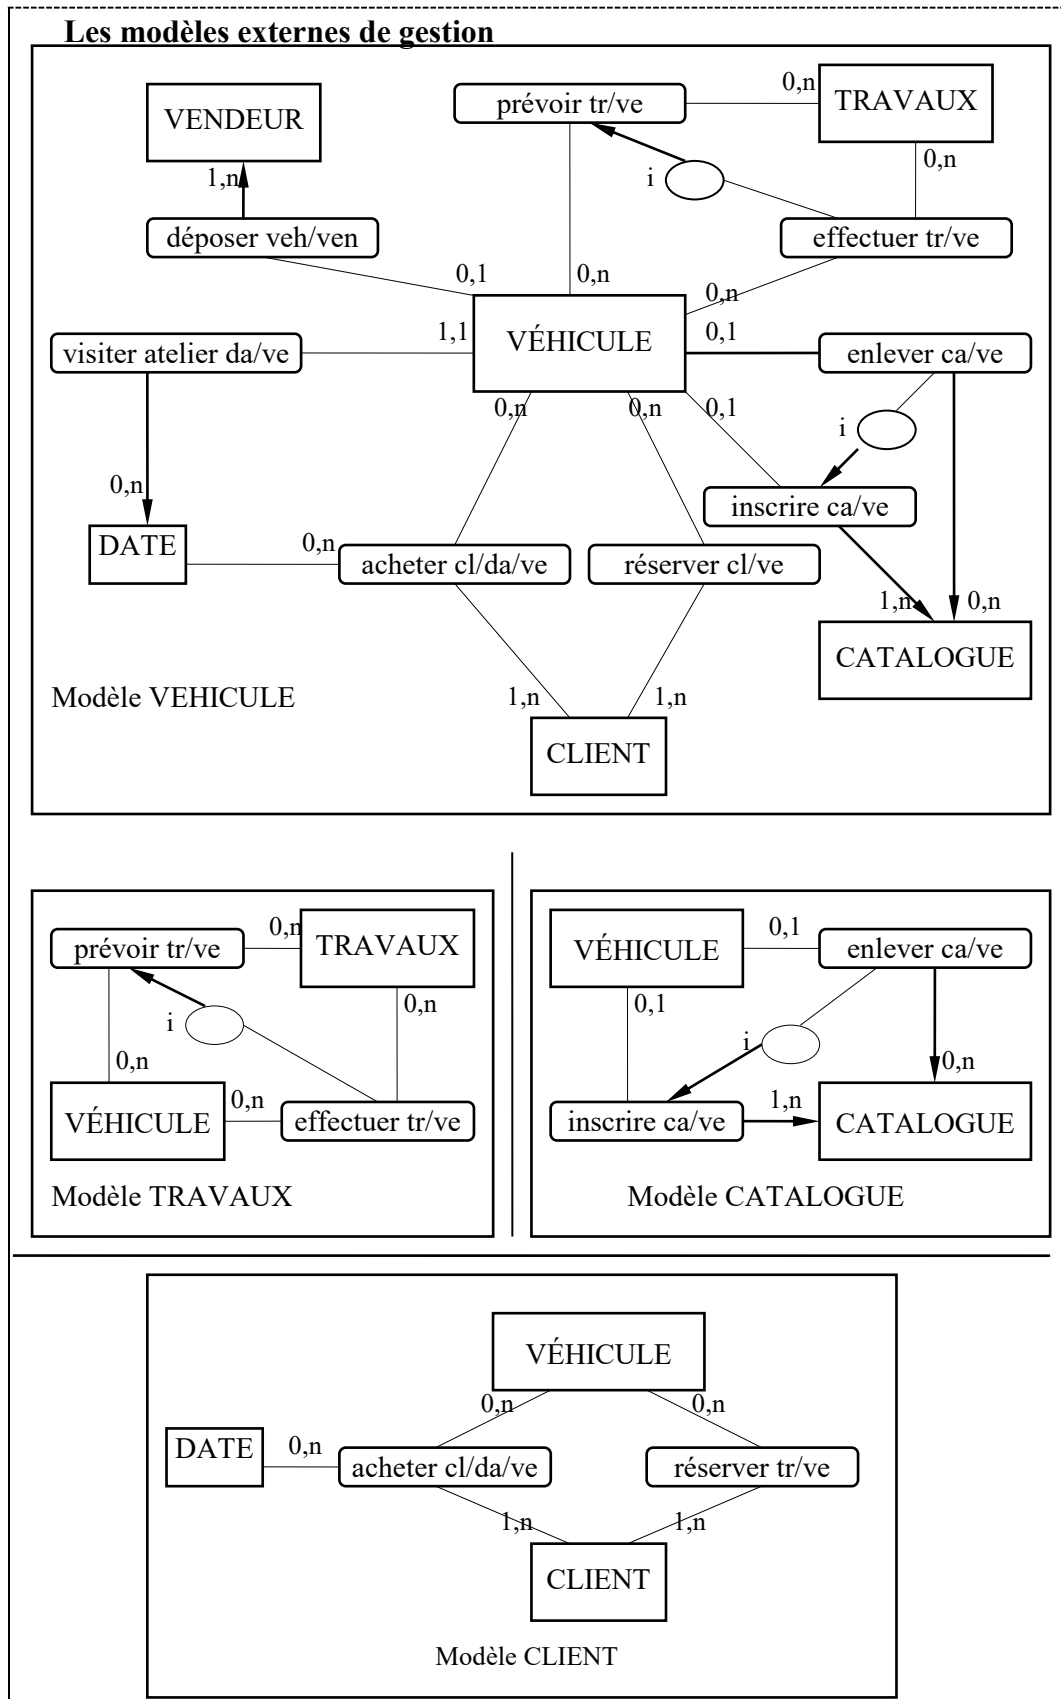 Les modèles externes de gestion
VENDEUR
prévoir tr/ve
0,n
TRAVAUX
1,n
i
0,n
déposer veh/ven
effectuer tr/ve
0,1
0,n
0,n
visiter atelier da/ve
1,1
VÉHICULE
0,1
enlever ca/ve
0,n
0,n
0,1
i
0,n
inscrire ca/ve
DATE
0,n
acheter cl/da/ve
réserver cl/ve
1,n
0,n
CATALOGUE
Modèle VEHICULE
1,n
1,n
CLIENT
prévoir tr/ve
0,n
TRAVAUX
i
0,n
0,n
VÉHICULE
0,n
effectuer tr/ve
Modèle TRAVAUX
VÉHICULE
0,1
enlever ca/ve
0,1
i
0,n
inscrire ca/ve
1,n
CATALOGUE
Modèle CATALOGUE
VÉHICULE
0,n
0,n
DATE
0,n
acheter cl/da/ve
réserver tr/ve
1,n
1,n
CLIENT
Modèle CLIENT